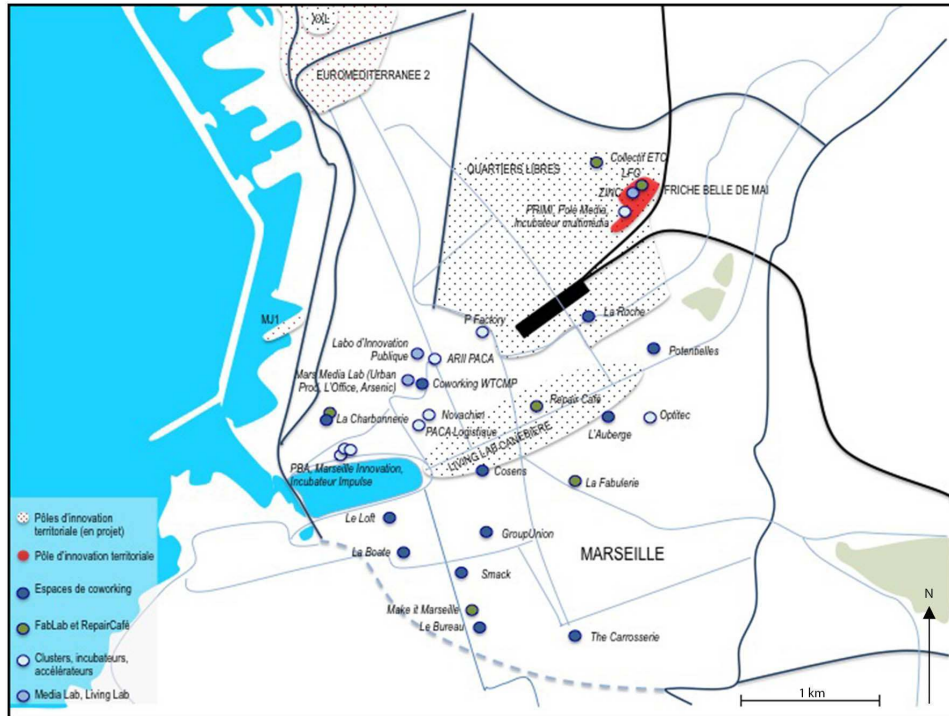 XXL
EUROMEDITERRANEE 2
Collectif ETC
QUARTIERS LIBRES
LFO
ZINC
FRICHE BELLE DE MAI
PRIMI, Pole Media,
Incubateur multimédia
MJ1
P Factory
La Roche
Labo d'Innovation
Publique
ARII PACA
Potentielles
Mars Media Lab (Urban
Prod, L'Office, Arsenic)
Coworking WTCMP
Repair Café
La Charbonnerie
Novachim
Optitec
PACA-Logistique
L'Auberge
LIVING LAB CANEBIERE
PBA, Marseille Innovation,
Incubateur Impulse
Cosens
La Fabulerie
Le Loft
GroupUnion
La Boate
MARSEILLE
Smack
Make it Marseille
Le Bureau
The Carrosserie
Pôles d'innovation
territoriale (en projet)
Pôle d'innovation territoriale
Espaces de coworking
FabLab et RepairCafé
Clusters, incubateurs,
accélérateurs
Media Lab, Living Lab
N
1 km